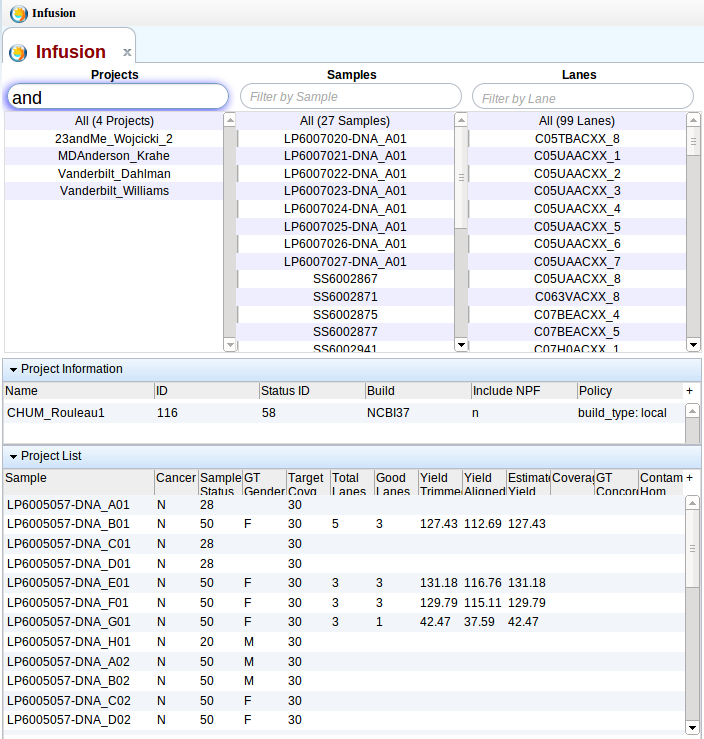 Infusion
Infusion x
Projects Samples Lanes
and Filter by Sample Filter by Lane
All (4 Projects) All (27 Samples) All (99 Lanes)
23andMe_Wojcicki_2 LP6007020-DNA_A01 C05TBACXX_8
MDAnderson_Krahe LP6007021-DNA_A01 C05UAACXX_1
Vanderbilt_Dahlman LP6007022-DNA_A01 C05UAACXX_2
Vanderbilt_Williams LP6007023-DNA_A01 C05UAACXX_3
LP6007024-DNA_A01 C05UAACXX_4
LP6007025-DNA_A01 C05UAACXX_5
LP6007026-DNA_A01 C05UAACXX_6
LP6007027-DNA_A01 C05UAACXX_7
SS6002867 C05UAACXX_8
SS6002871 C063VACXX_8
SS6002875 C07BEACXX_4
SS6002877 C07BEACXX_5
SS6002941 C07H0ACXX_1
Project Information
Name ID Status ID Build Include NPF Policy +
CHUM_Rouleau1 116 58 NCBI37 n build_type: local
Project List
Sample Cancer Sample GT Target Total Good Yield Yield Estimat Coverag GT Contam +
Status Gender Covg Lanes Lanes Trimme Aligned Yield Concor Hom
LP6005057-DNA_A01 N 28 30
LP6005057-DNA_B01 N 50 F 30 5 3 127.43 112.69 127.43
LP6005057-DNA_C01 N 28 30
LP6005057-DNA_D01 N 28 30
LP6005057-DNA_E01 N 50 F 30 3 3 131.18 116.76 131.18
LP6005057-DNA_F01 N 50 F 30 3 3 129.79 115.11 129.79
LP6005057-DNA_G01 N 50 F 30 3 1 42.47 37.59 42.47
LP6005057-DNA_H01 N 20 M 30
LP6005057-DNA_A02 N 50 M 30
LP6005057-DNA_B02 N 50 M 30
LP6005057-DNA_C02 N 50 F 30
LP6005057-DNA_D02 N 50 F 30